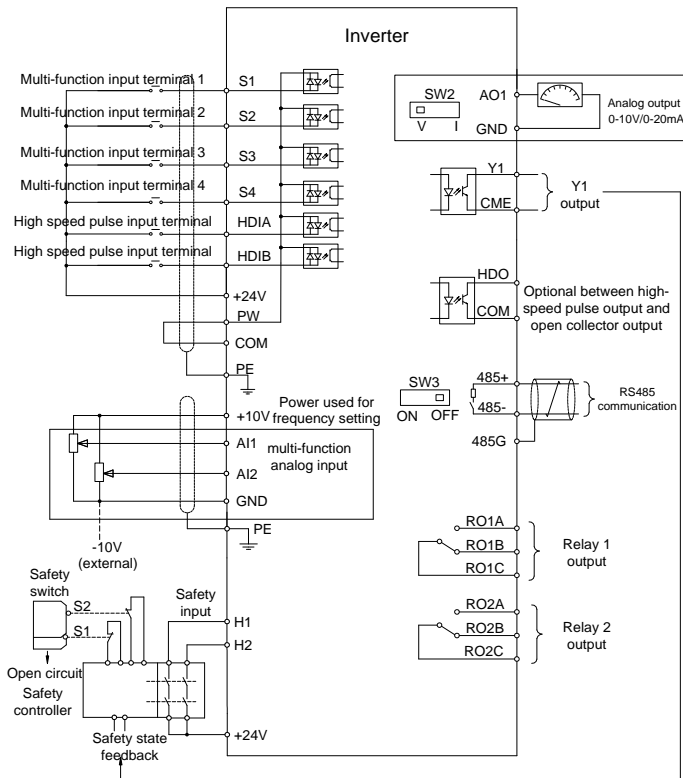 Inverter
Multi-function input terminal 1
S1
Multi-function input terminal 2
S2
Multi-function input terminal 3
S3
Multi-function input terminal 4
S4
High speed pulse input terminal
HDIA
High speed pulse input terminal
HDIB
+24V
PW
COM
PE
Power used for
frequency setting
+10V
AI1
multi-function
analog input
AI2
GND
PE
-10V
(external)
Safety
switch
S2
S1
Open circuit
Safety
controller
Safety
input
H1
H2
+24V
Safety state
feedback
SW2
V I
AO1
GND
Analog output
0-10V/0-20mA
Y1
CME
Y1
output
HDO
COM
Optional between high-
speed pulse output and
open collector output
SW3
ON OFF
485+
485-
485G
RS485
communication
RO1A
RO1B
RO1C
Relay 1
output
RO2A
RO2B
RO2C
Relay 2
output